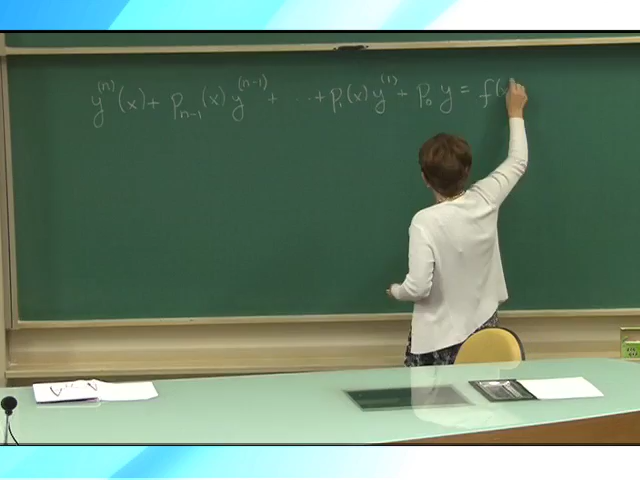 y^(n)(x) + p_{n-1}(x) y^(n-1) + ... + p_1(x) y^(1) + p_0 y = f(x